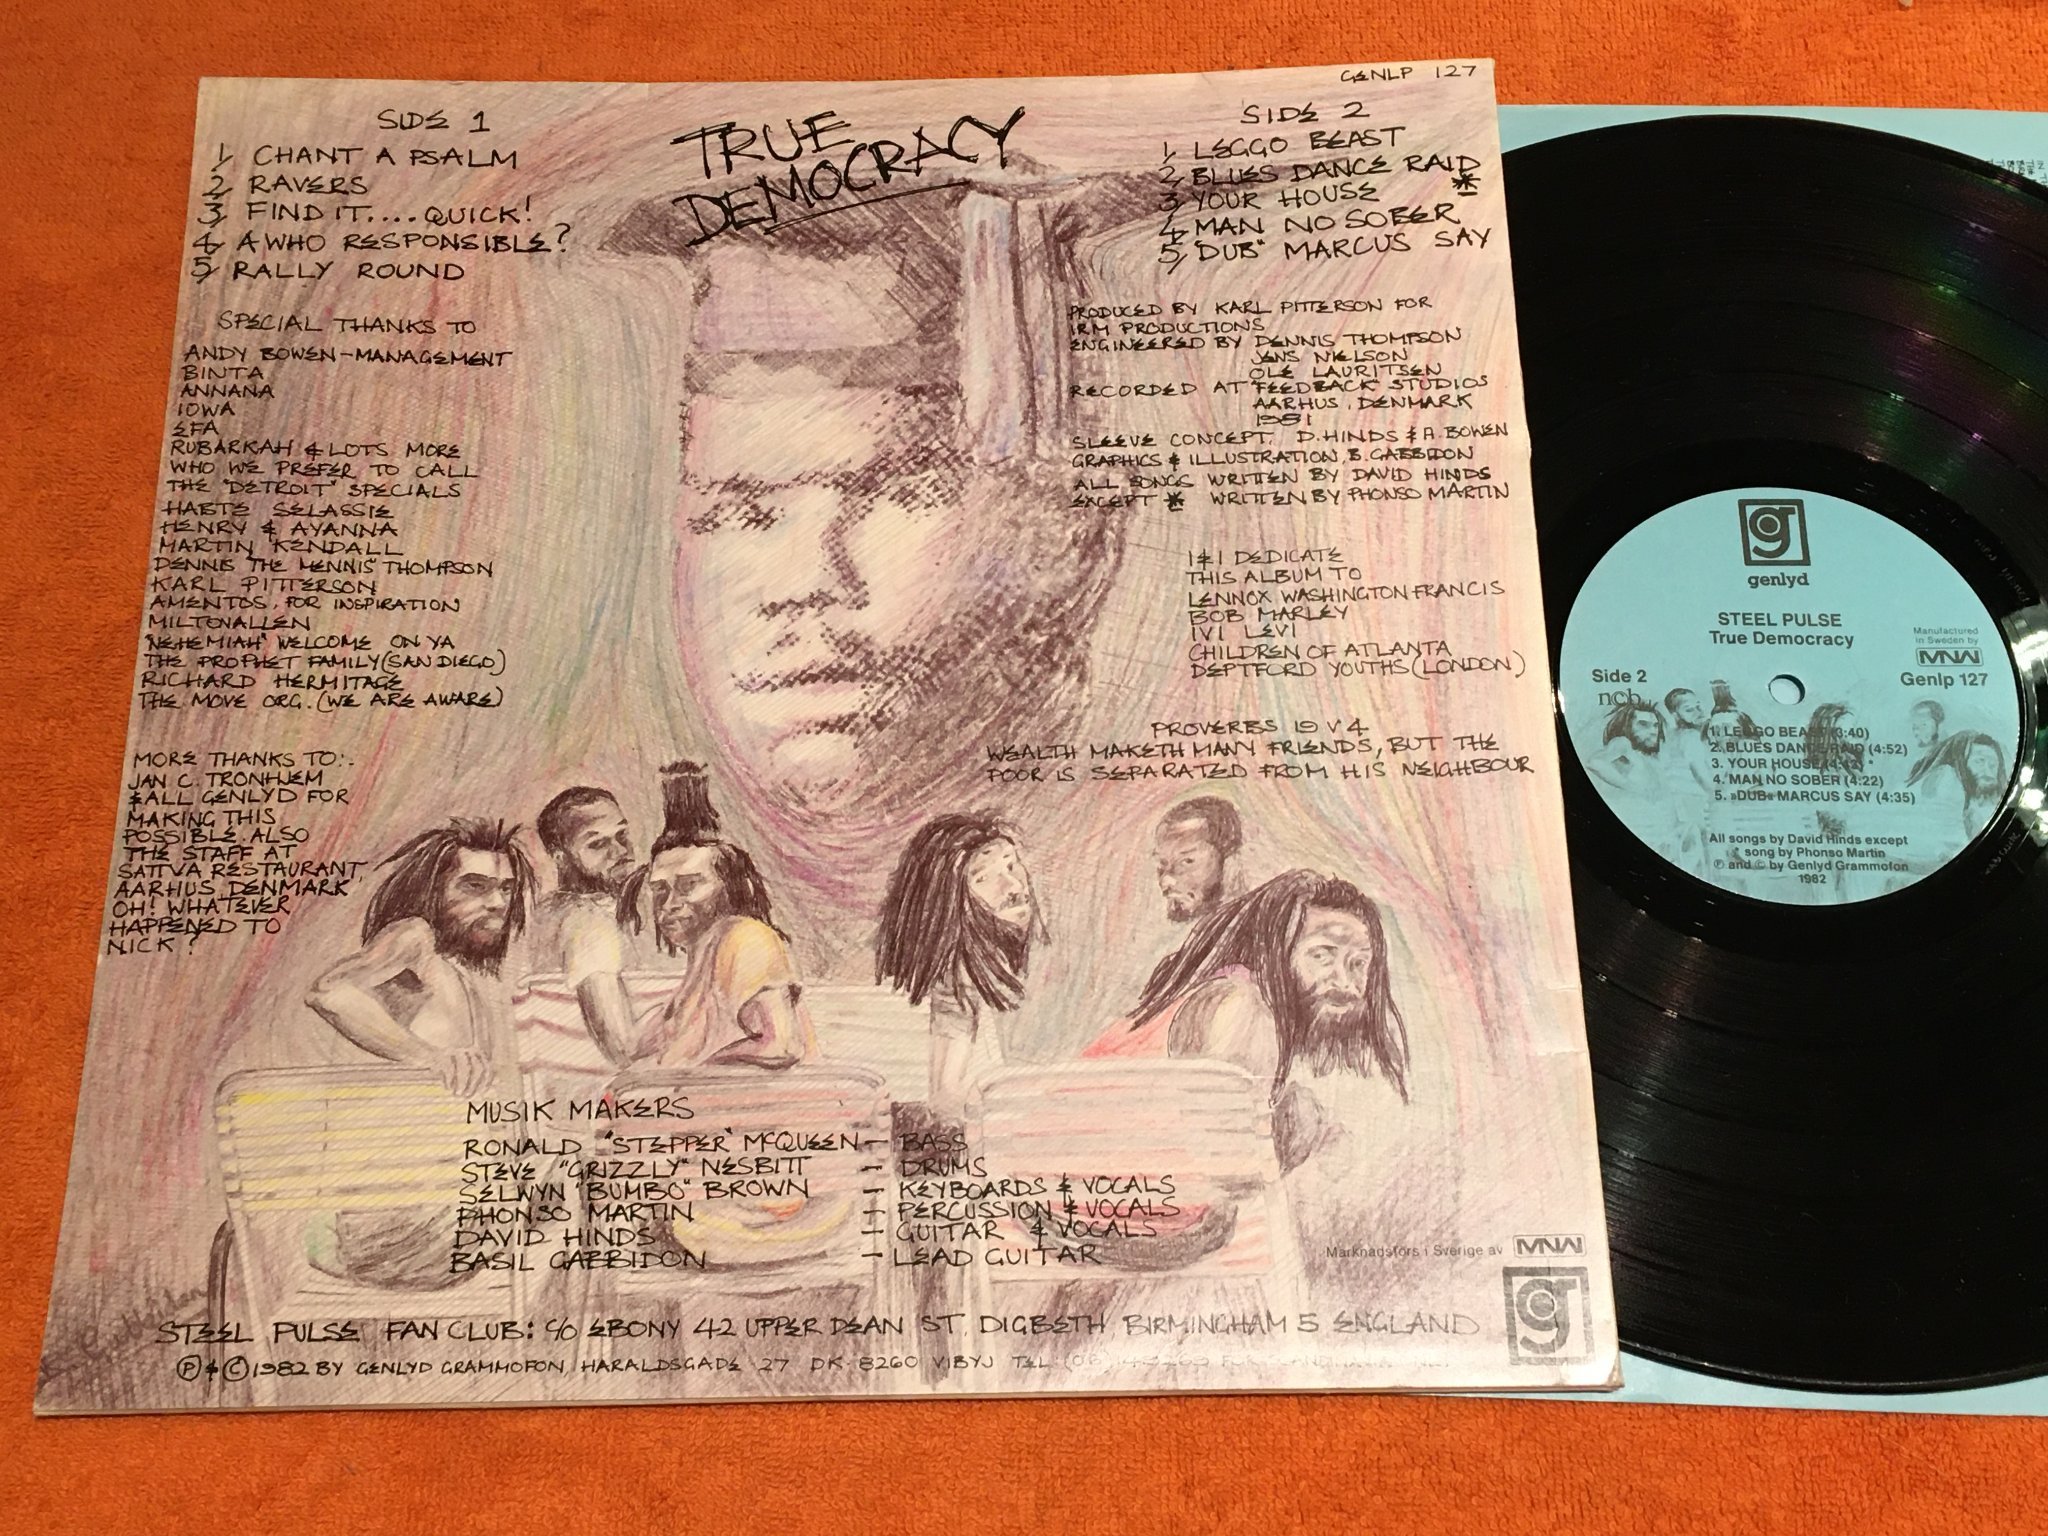 GENLP 127
SIDE 1
1, CHANT A PSALM
2, RAVERS
3, FIND IT.... QUICK!
4, A WHO RESPONSIBLE?
5, RALLY ROUND
TRUE
DEMOCRACY
SIDE 2
1, LEGGO BEAST
2, BLUES DANCE RAID
3, YOUR HOUSE *
4, MAN NO SOBER
5, "DUB" MARCUS SAY
SPECIAL THANKS TO
ANDY BOWEN-MANAGEMENT
BINTA
ANNANA
IOWA
EFA
RUBARKAH & LOTS MORE
WHO WE PREFER TO CALL
THE "DETROIT" SPECIALS
HABTE SELASSIE
HENRY & AYANNA
MARTIN KENDALL
DENNIS "THE MENNIS" THOMPSON
KARL PITTERSON
AMENTOS, FOR INSPIRATION
MILTON ALLEN
"NEHEMIAH" WELCOME ON YA
THE PROPHET FAMILY (SAN DIEGO)
RICHARD HERMITAGE
THE MOVE ORG. (WE ARE AWARE)
MORE THANKS TO:.
JAN C. TRONHJEM
& ALL GENLYD FOR
MAKING THIS
POSSIBLE. ALSO
THE STAFF AT
SATTVA RESTAURANT,
AARHUS, DENMARK
OH! WHATEVER
HAPPENED TO
NICK?
PRODUCED BY KARL PITTERSON FOR
IRM PRODUCTIONS
ENGINEERED BY DENNIS THOMPSON
JENS NIELSON
OLE LAURITSEN
RECORDED AT "FEEDBACK" STUDIOS
AARHUS, DENMARK
1981
SLEEVE CONCEPT. D. HINDS & A. BOWEN
GRAPHICS & ILLUSTRATION, B. GABBIDON
ALL SONGS WRITTEN BY DAVID HINDS
EXCEPT * WRITTEN BY PHONSO MARTIN
I & I DEDICATE
THIS ALBUM TO
LENNOX WASHINGTON FRANCIS
BOB MARLEY
IVI LEVI
CHILDREN OF ATLANTA
DEPTFORD YOUTHS (LONDON)
PROVERBS 19 V 4
WEALTH MAKETH MANY FRIENDS, BUT THE
POOR IS SEPARATED FROM HIS NEIGHBOUR
MUSIK MAKERS
RONALD "STEPPER" McQUEEN - BASS
STEVE "GRIZZLY" NESBITT - DRUMS
SELWYN "BUMBO" BROWN - KEYBOARDS & VOCALS
PHONSO MARTIN - PERCUSSION & VOCALS
DAVID HINDS - GUITAR & VOCALS
BASIL GABBIDON - LEAD GUITAR
Marknadsförs i Sverige av MNW
g
B. Gabbidon
STEEL PULSE FAN CLUB: C/O EBONY 42 UPPER DEAN ST, DIGBETH, BIRMINGHAM 5 ENGLAND
Ⓟ & © 1982 BY GENLYD GRAMMOFON, HARALDSGADE 27 DK-8260 VIBYJ TEL:
g
genlyd
STEEL PULSE
True Democracy
Manufactured
in Sweden by
MNW
Side 2
ncb
Genlp 127
1. LEGGO BEAST (3:40)
2. BLUES DANCE RAID (4:52)
3. YOUR HOUSE *
4. MAN NO SOBER (4:22)
5. »DUB« MARCUS SAY (4:35)
All songs by David Hinds except
* song by Phonso Martin
Ⓟ and © by Genlyd Grammofon
1982